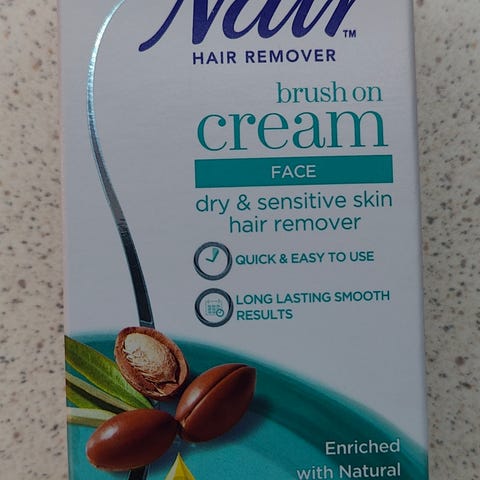 Nair™
HAIR REMOVER
brush on
cream
FACE
dry & sensitive skin
hair remover
QUICK & EASY TO USE
LONG LASTING SMOOTH
RESULTS
Enriched
with Natural